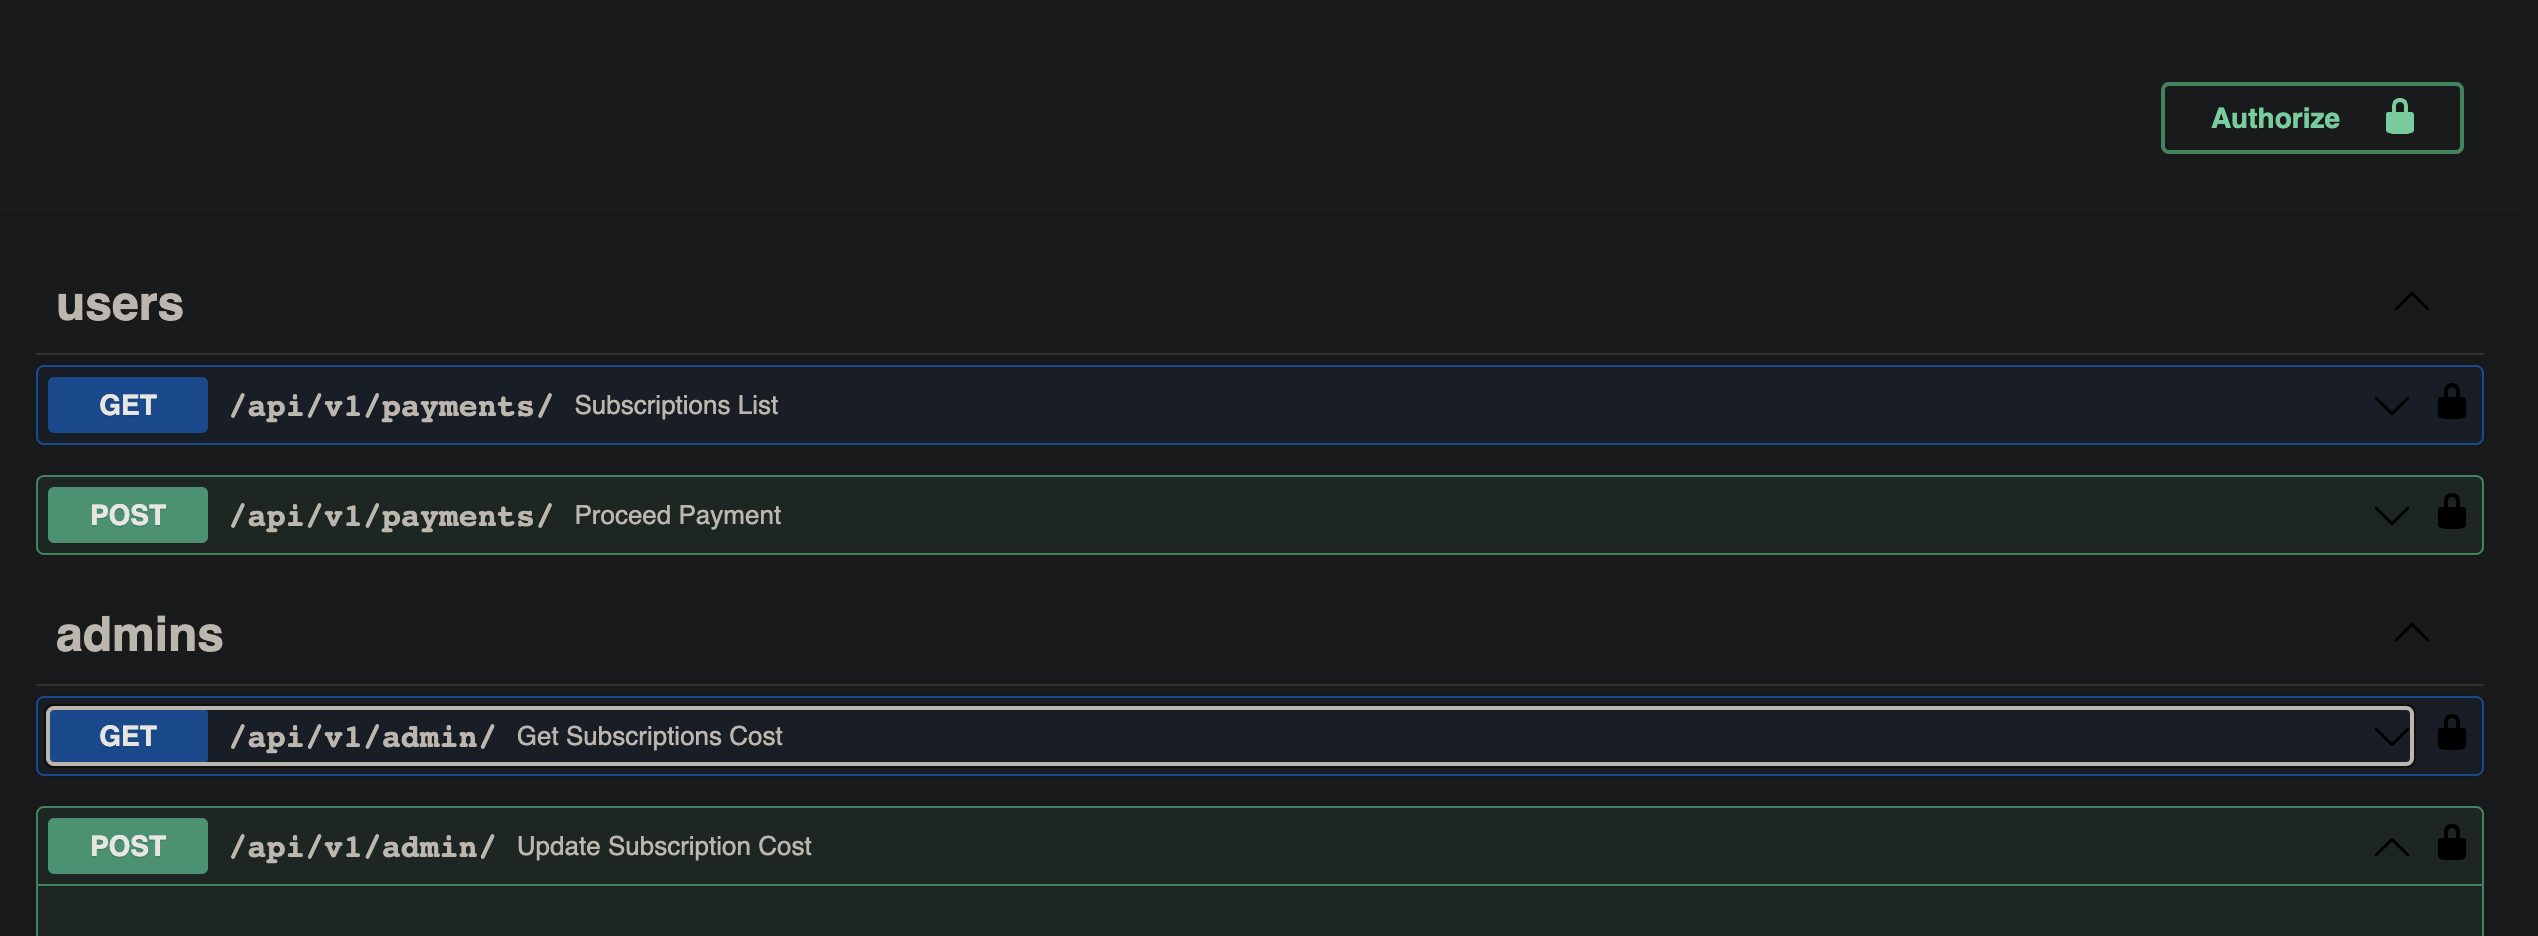 Authorize
users
GET /api/v1/payments/ Subscriptions List
POST /api/v1/payments/ Proceed Payment
admins
GET /api/v1/admin/ Get Subscriptions Cost
POST /api/v1/admin/ Update Subscription Cost